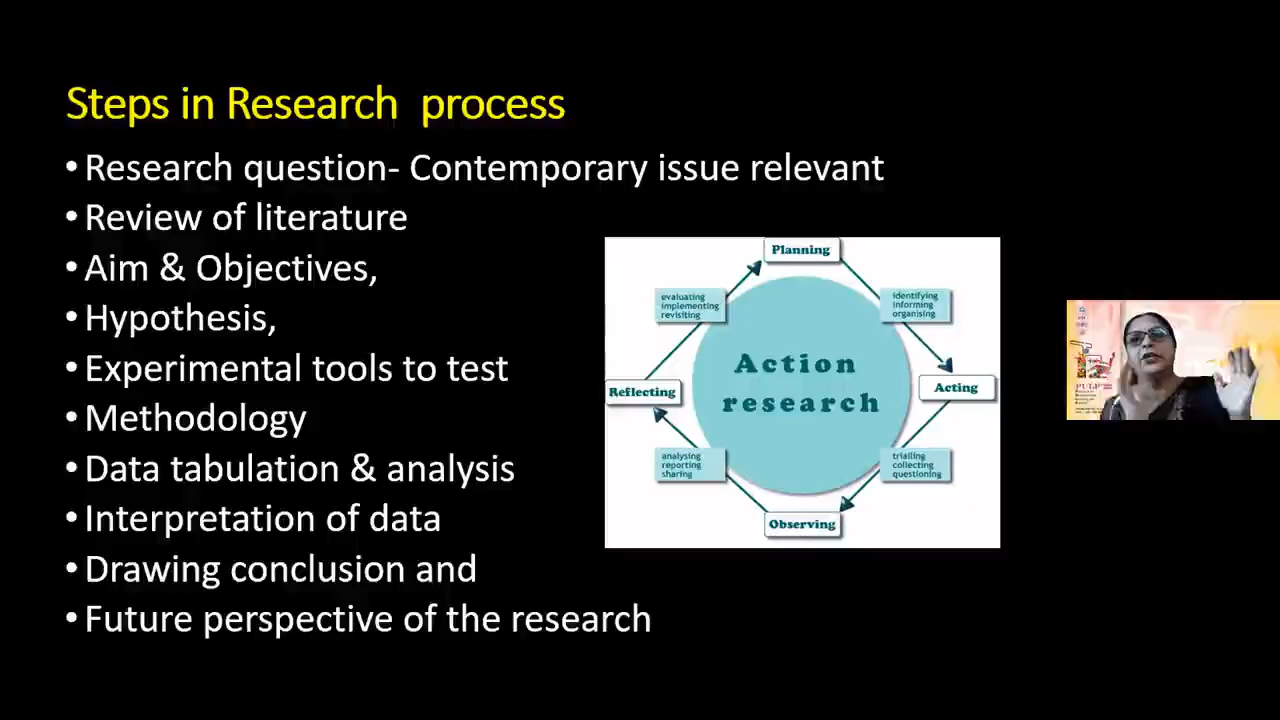 Steps in Research process
• Research question- Contemporary issue relevant
• Review of literature
• Aim & Objectives,
• Hypothesis,
• Experimental tools to test
• Methodology
• Data tabulation & analysis
• Interpretation of data
• Drawing conclusion and
• Future perspective of the research
Planning
evaluating
implementing
revisiting
identifying
informing
organising
Action
research
Reflecting
Acting
analysing
reporting
sharing
trialling
collecting
questioning
Observing
PULP